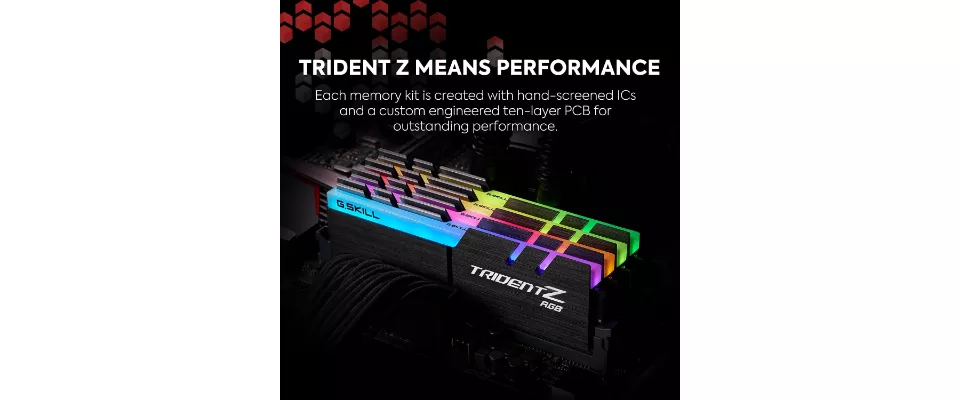 TRIDENT Z MEANS PERFORMANCE
Each memory kit is created with hand-screened ICs
and a custom engineered ten-layer PCB for
outstanding performance.
G.SKILL
TRIDENTZ
RGB